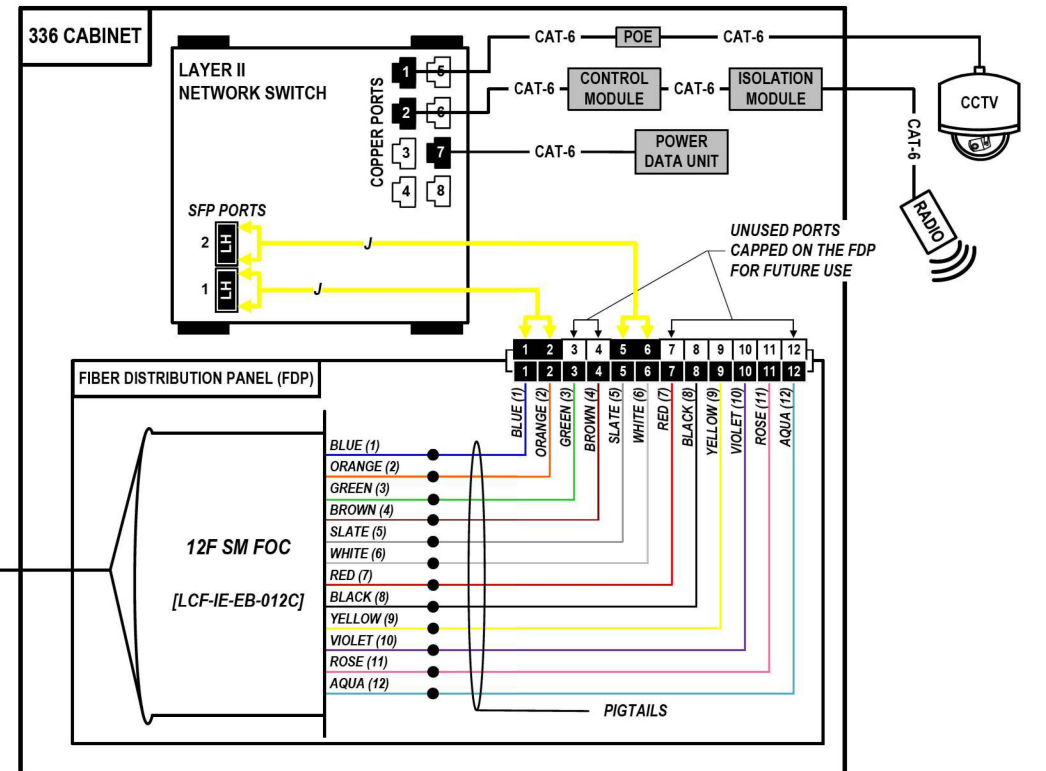 336 CABINET
LAYER II
NETWORK SWITCH
COPPER PORTS
1 5
2 6
3 7
4 8
CAT-6 POE CAT-6
CAT-6 CONTROL MODULE CAT-6 ISOLATION MODULE
CAT-6 POWER DATA UNIT
CCTV
CAT-6
RADIO
SFP PORTS
2 LH
1 LH
J
J
UNUSED PORTS
CAPPED ON THE FDP
FOR FUTURE USE
1 2 3 4 5 6 7 8 9 10 11 12
1 2 3 4 5 6 7 8 9 10 11 12
FIBER DISTRIBUTION PANEL (FDP)
BLUE (1)
ORANGE (2)
GREEN (3)
BROWN (4)
SLATE (5)
WHITE (6)
RED (7)
BLACK (8)
YELLOW (9)
VIOLET (10)
ROSE (11)
AQUA (12)
BLUE (1)
ORANGE (2)
GREEN (3)
BROWN (4)
SLATE (5)
WHITE (6)
RED (7)
BLACK (8)
YELLOW (9)
VIOLET (10)
ROSE (11)
AQUA (12)
12F SM FOC
[LCF-IE-EB-012C]
PIGTAILS